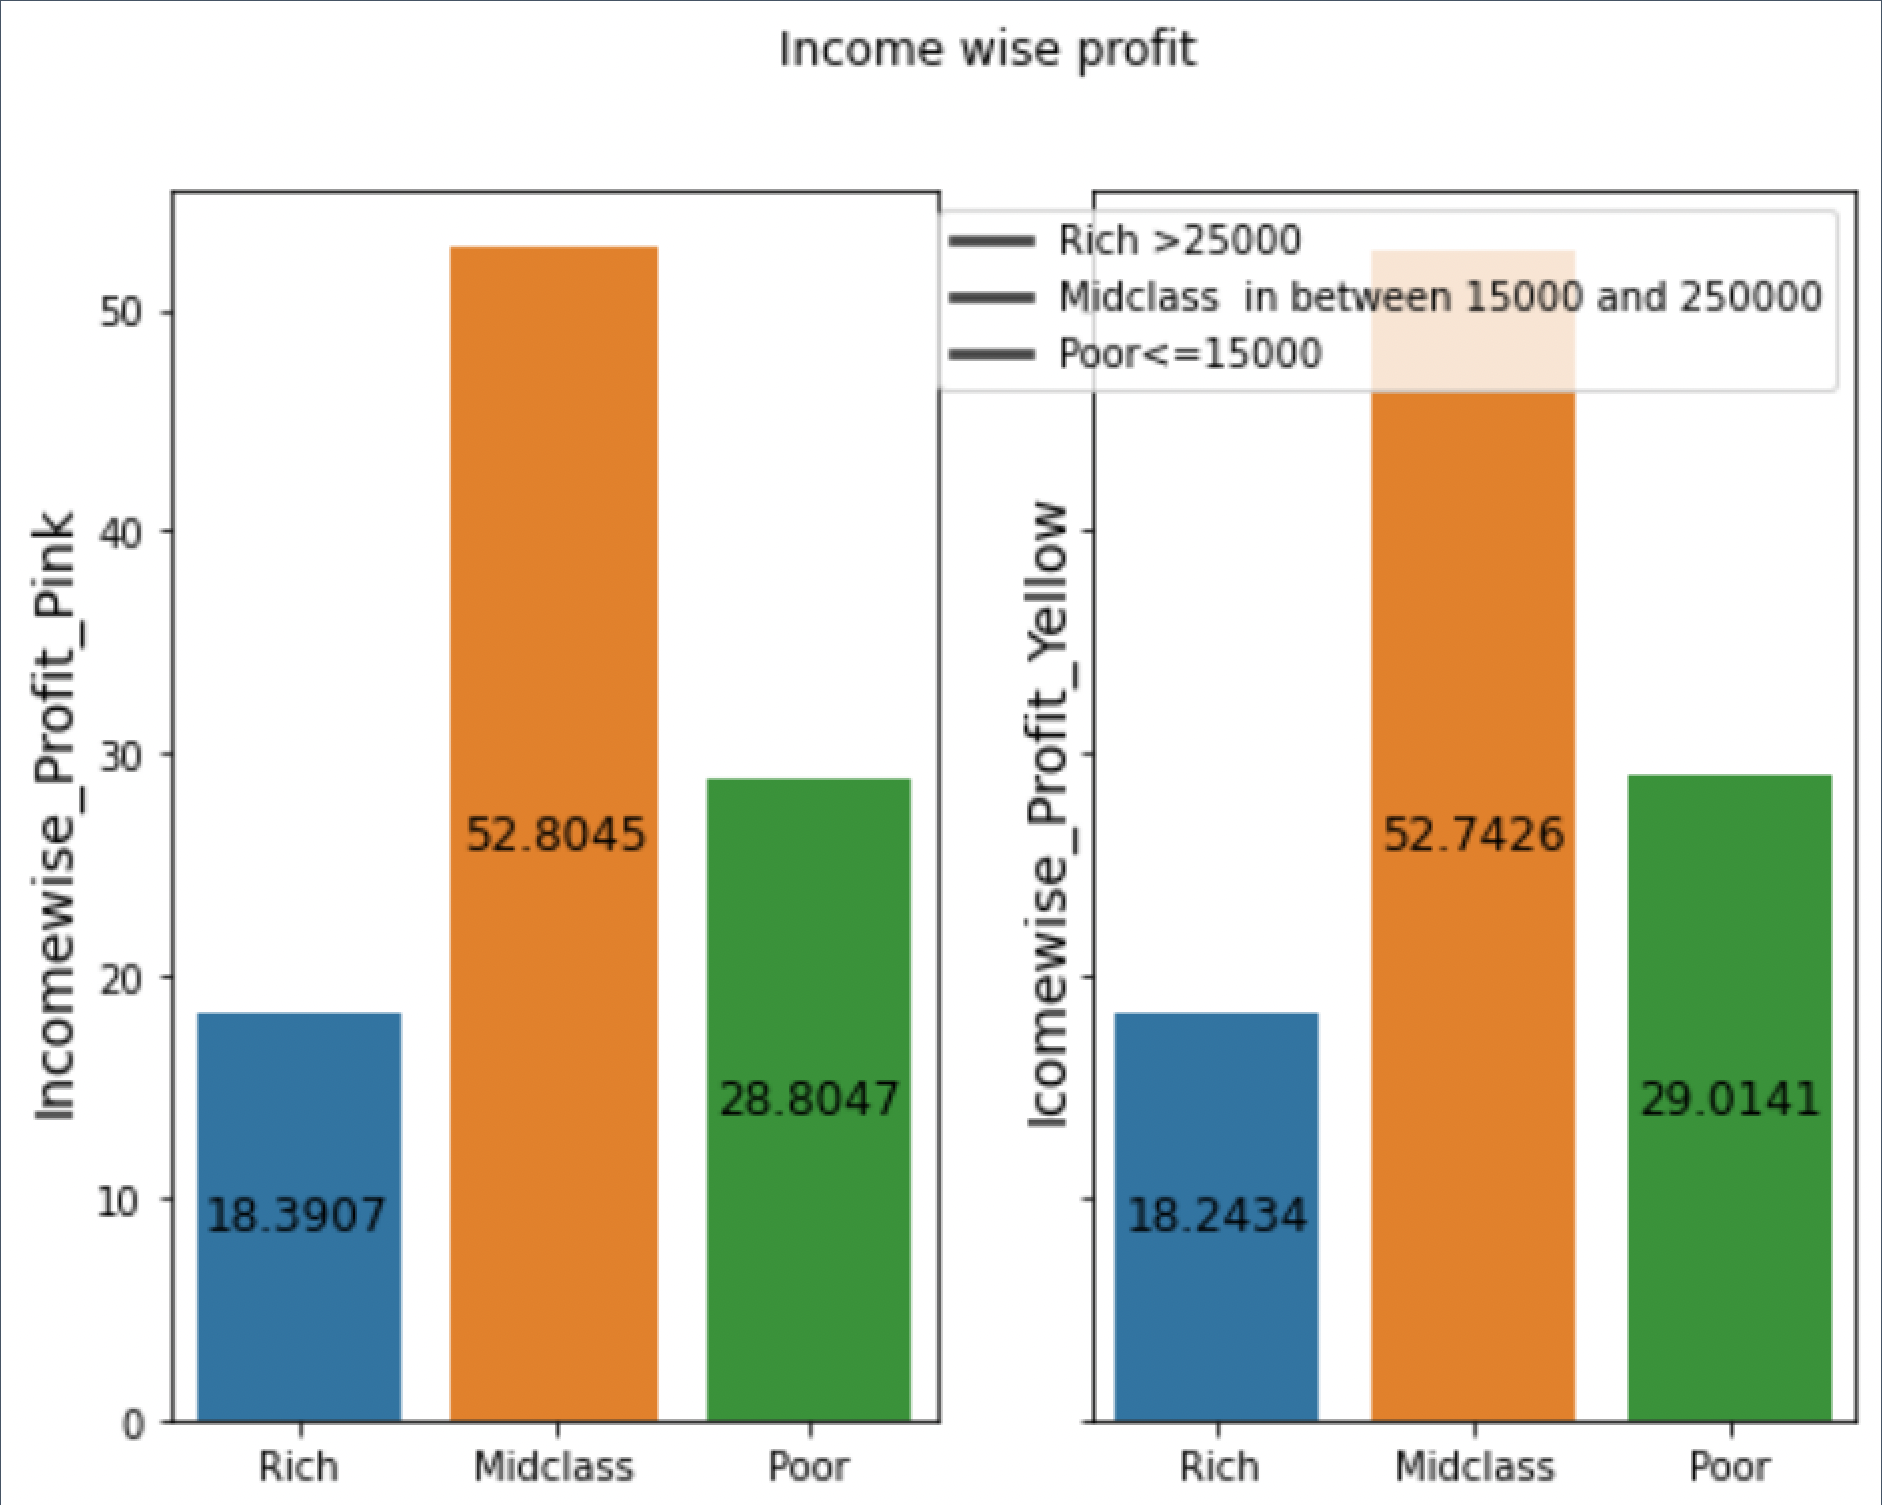 Income wise profit
Rich >25000
Midclass  in between 15000 and 250000
Poor<=15000
Incomewise_Profit_Pink
50
40
30
20
10
0
18.3907
52.8045
28.8047
Rich
Midclass
Poor
Icomewise_Profit_Yellow
18.2434
52.7426
29.0141
Rich
Midclass
Poor